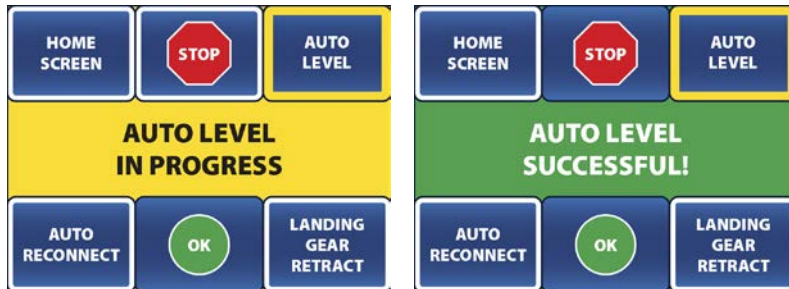 HOME
SCREEN
STOP
AUTO
LEVEL
AUTO LEVEL
IN PROGRESS
AUTO
RECONNECT
OK
LANDING
GEAR
RETRACT
HOME
SCREEN
STOP
AUTO
LEVEL
AUTO LEVEL
SUCCESSFUL!
AUTO
RECONNECT
OK
LANDING
GEAR
RETRACT